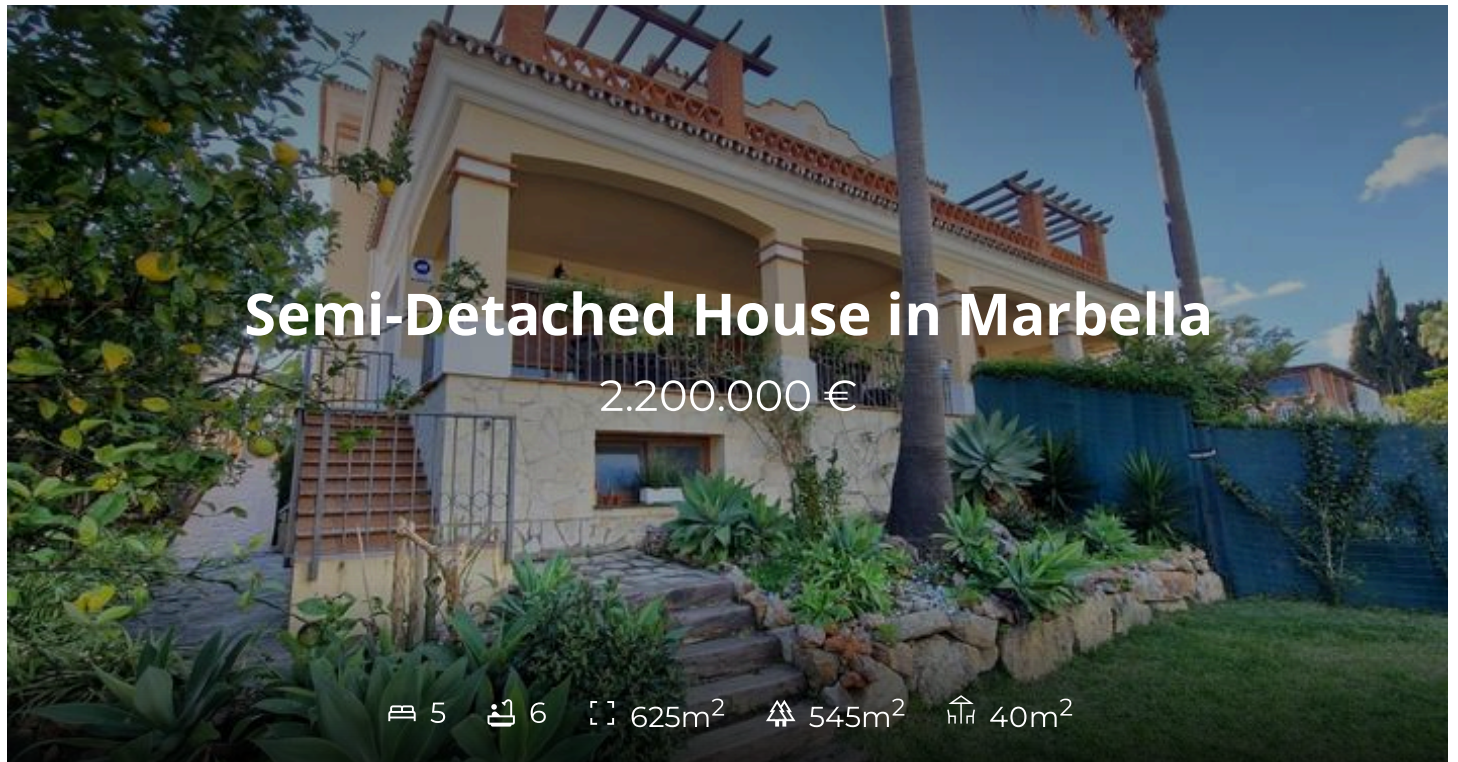 Semi-Detached House in Marbella
2.200.000 €
5 6 625m² 545m² 40m²